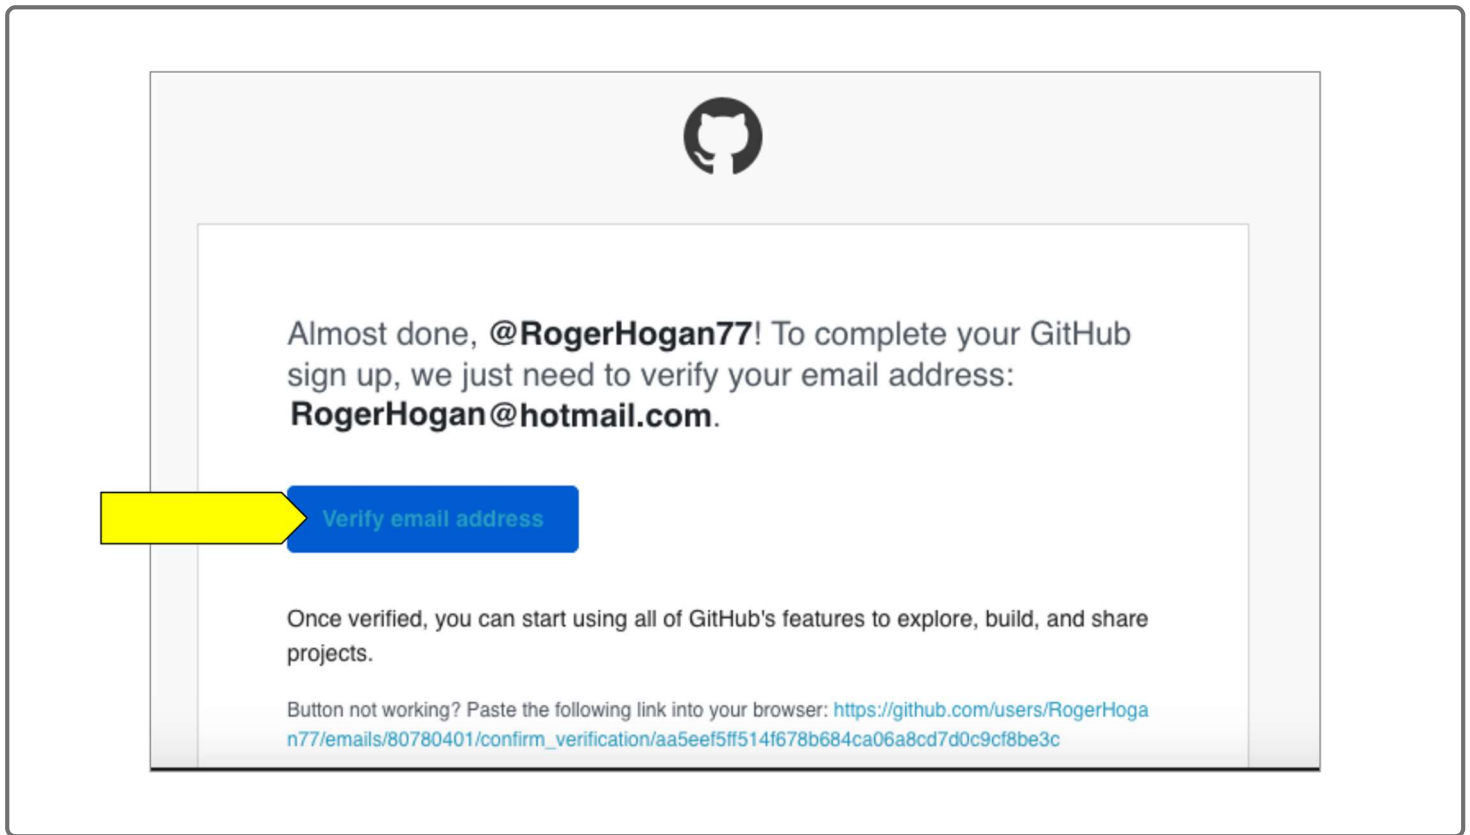 Almost done, @RogerHogan77! To complete your GitHub
sign up, we just need to verify your email address:
RogerHogan@hotmail.com.
Verify email address
Once verified, you can start using all of GitHub's features to explore, build, and share
projects.
Button not working? Paste the following link into your browser: https://github.com/users/RogerHoga
n77/emails/80780401/confirm_verification/aa5eef5ff514f678b684ca06a8cd7d0c9cf8be3c